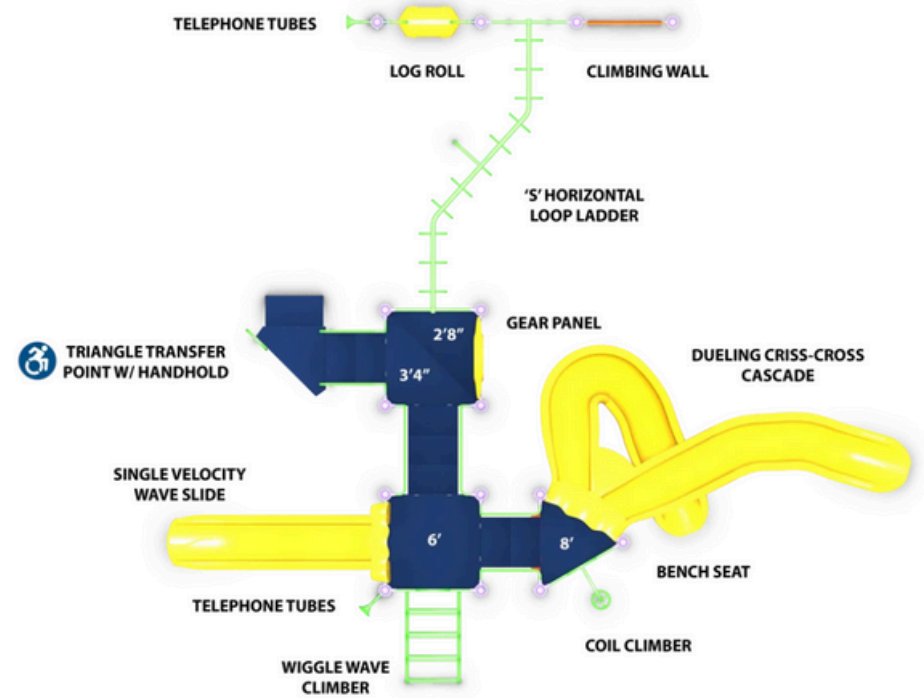 TELEPHONE TUBES
LOG ROLL
CLIMBING WALL
‘S’ HORIZONTAL
LOOP LADDER
2’8”
3’4”
GEAR PANEL
TRIANGLE TRANSFER
POINT W/ HANDHOLD
DUELING CRISS-CROSS
CASCADE
SINGLE VELOCITY
WAVE SLIDE
6’
8’
BENCH SEAT
TELEPHONE TUBES
COIL CLIMBER
WIGGLE WAVE
CLIMBER